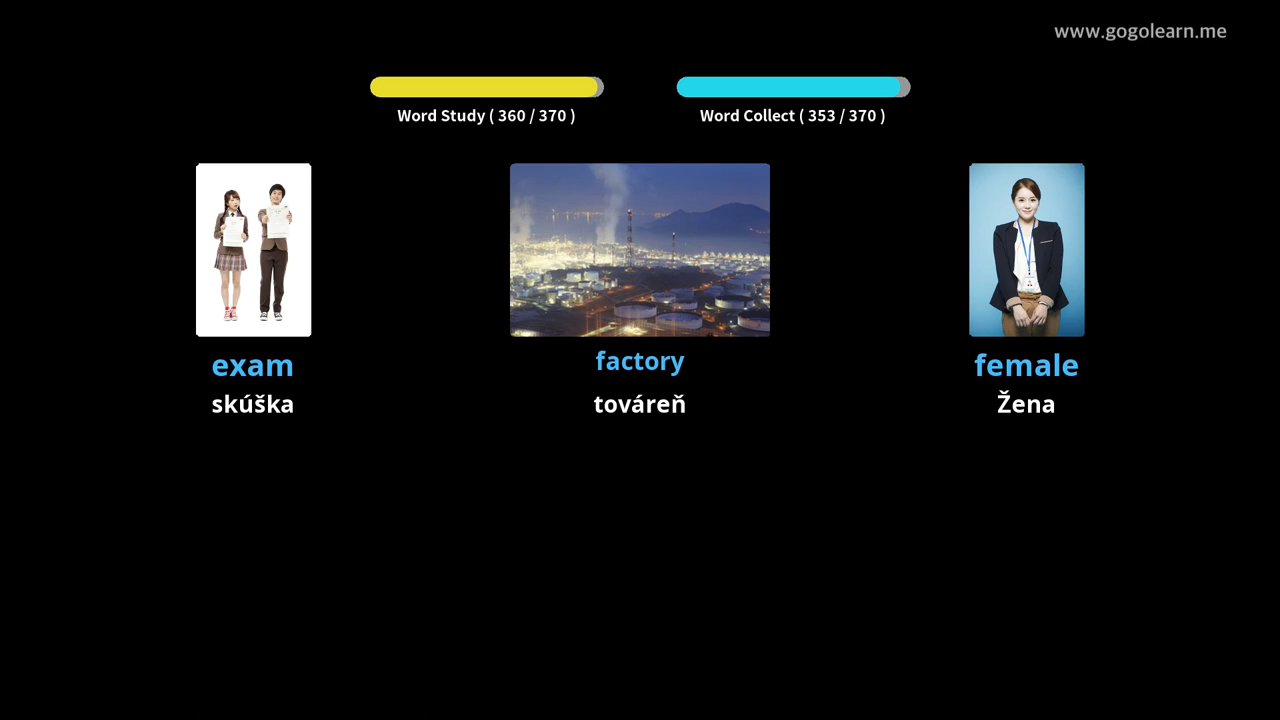 www.gogolearn.me
Word Study ( 360 / 370 )
Word Collect ( 353 / 370 )
exam
factory
female
skúška
továreň
Žena